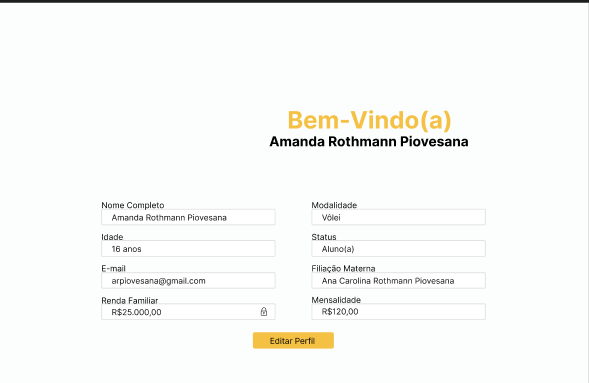 Bem-Vindo(a)
Amanda Rothmann Piovesana
Nome Completo
Amanda Rothmann Piovesana
Modalidade
Vôlei
Idade
16 anos
Status
Aluno(a)
E-mail
arpiovesana@gmail.com
Filiação Materna
Ana Carolina Rothmann Piovesana
Renda Familiar
R$25.000,00
Mensalidade
R$120,00
Editar Perfil